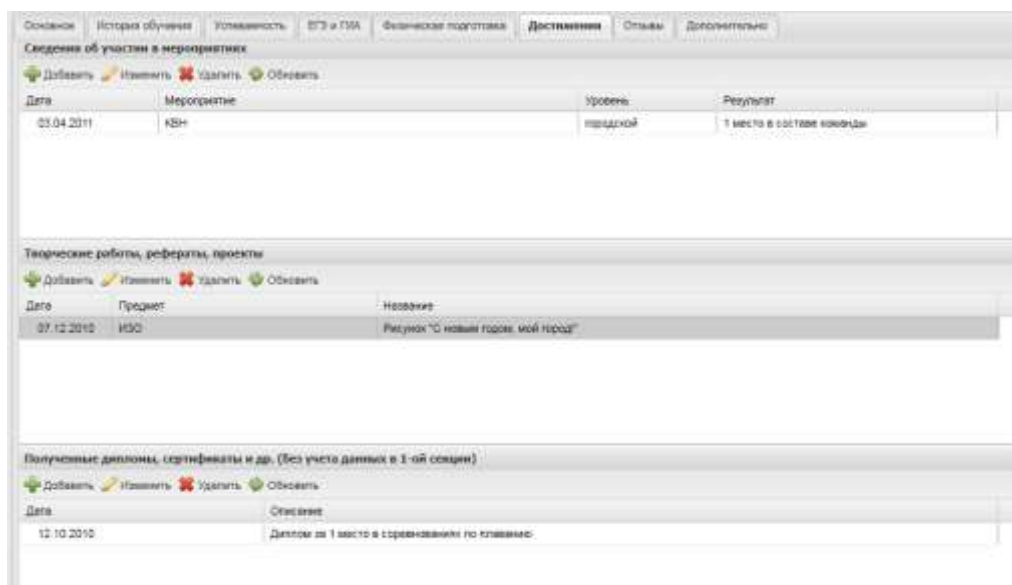 Основное История обучения Успеваемость ЕГЭ и ГИА Физическая подготовка Достижения Отзывы Дополнительно
Сведения об участии в мероприятиях
Добавить Изменить Удалить Обновить
Дата Мероприятие Уровень Результат
03.04.2011 КВН городской 1 место в составе команды
Творческие работы, рефераты, проекты
Добавить Изменить Удалить Обновить
Дата Предмет Название
07.12.2010 ИЗО Рисунок "С новым годом, мой город!"
Полученные дипломы, сертификаты и др. (без учета данных в 1-ой секции)
Добавить Изменить Удалить Обновить
Дата Описание
12.10.2010 Диплом за 1 место в соревнованиях по плаванию